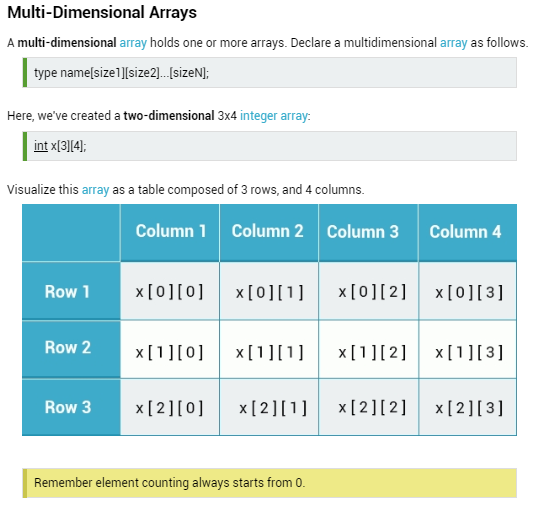 Multi-Dimensional Arrays
A multi-dimensional array holds one or more arrays. Declare a multidimensional array as follows.
type name[size1][size2]...[sizeN];
Here, we've created a two-dimensional 3x4 integer array:
int x[3][4];
Visualize this array as a table composed of 3 rows, and 4 columns.
Column 1 Column 2 Column 3 Column 4
Row 1 x[0][0] x[0][1] x[0][2] x[0][3]
Row 2 x[1][0] x[1][1] x[1][2] x[1][3]
Row 3 x[2][0] x[2][1] x[2][2] x[2][3]
Remember element counting always starts from 0.